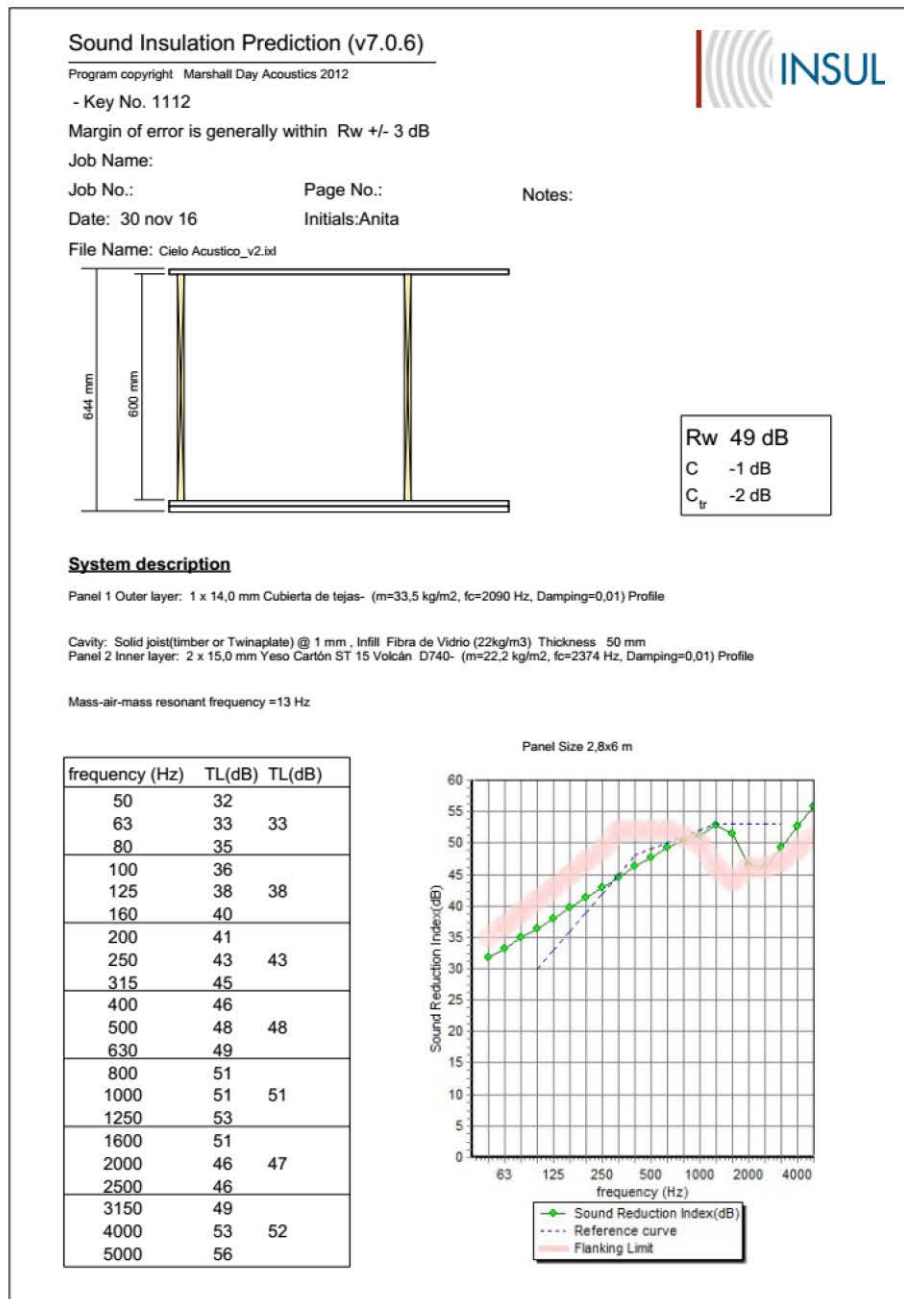 Sound Insulation Prediction (v7.0.6)
INSUL
Program copyright Marshall Day Acoustics 2012
- Key No. 1112
Margin of error is generally within Rw +/- 3 dB
Job Name:
Job No.: Page No.: Notes:
Date: 30 nov 16 Initials:Anita
File Name: Cielo Acustico_v2.ixl
644 mm
600 mm
Rw 49 dB
C -1 dB
Ctr -2 dB
System description
Panel 1 Outer layer: 1 x 14,0 mm Cubierta de tejas- (m=33,5 kg/m2, fc=2090 Hz, Damping=0,01) Profile
Cavity: Solid joist(timber or Twinaplate) @ 1 mm , Infill Fibra de Vidrio (22kg/m3) Thickness 50 mm
Panel 2 Inner layer: 2 x 15,0 mm Yeso Cartón ST 15 Volcán D740- (m=22,2 kg/m2, fc=2374 Hz, Damping=0,01) Profile
Mass-air-mass resonant frequency =13 Hz
frequency (Hz) TL(dB) TL(dB)
50 32
63 33 33
80 35
100 36
125 38 38
160 40
200 41
250 43 43
315 45
400 46
500 48 48
630 49
800 51
1000 51 51
1250 53
1600 51
2000 46 47
2500 46
3150 49
4000 53 52
5000 56
Panel Size 2,8x6 m
Sound Reduction Index(dB)
60
55
50
45
40
35
30
25
20
15
10
5
0
63 125 250 500 1000 2000 4000
frequency (Hz)
Sound Reduction Index(dB)
Reference curve
Flanking Limit